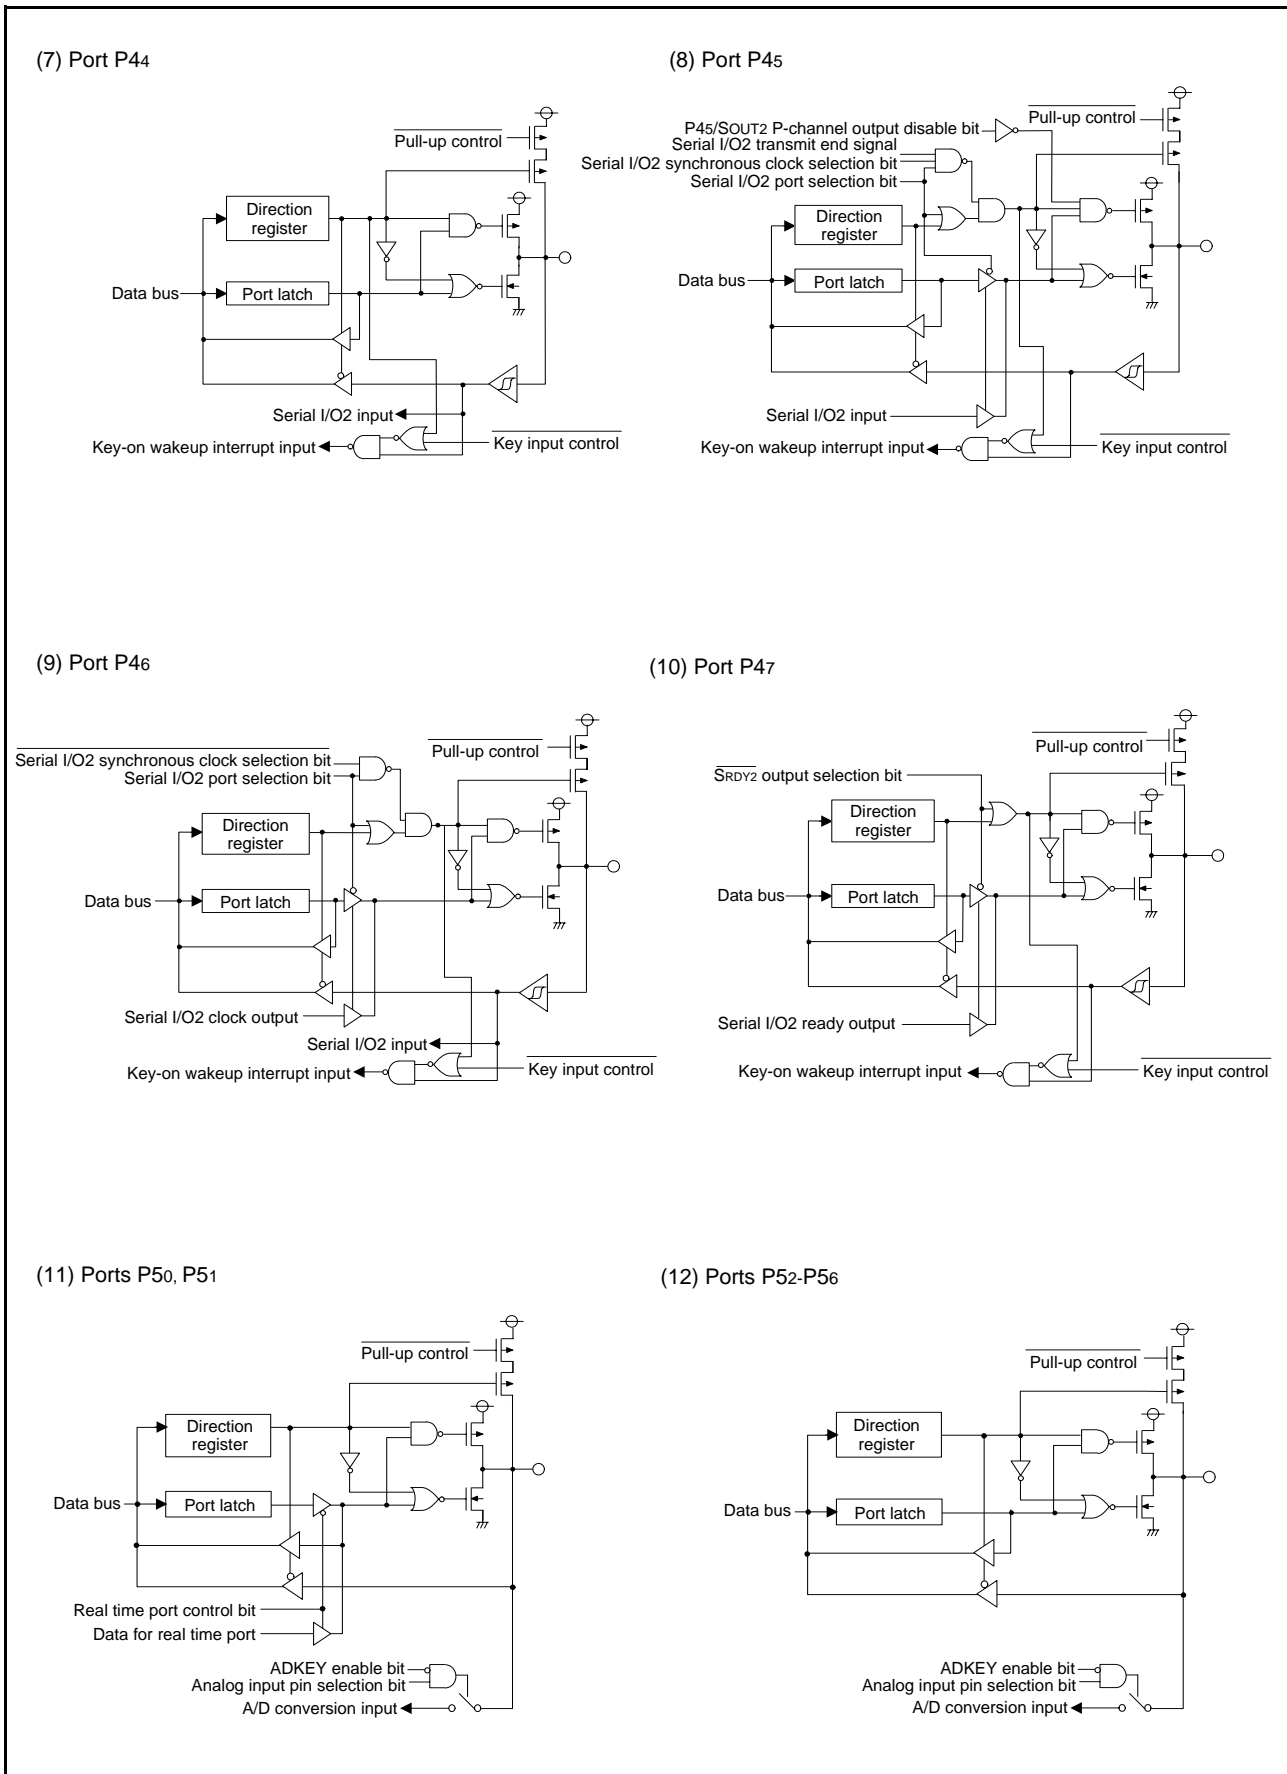 (7) Port P44
Pull-up control
Direction
register
Data bus
Port latch
Serial I/O2 input
Key-on wakeup interrupt input
Key input control
(8) Port P45
Pull-up control
P45/SOUT2 P-channel output disable bit
Serial I/O2 transmit end signal
Serial I/O2 synchronous clock selection bit
Serial I/O2 port selection bit
Direction
register
Data bus
Port latch
Serial I/O2 input
Key-on wakeup interrupt input
Key input control
(9) Port P46
Pull-up control
Serial I/O2 synchronous clock selection bit
Serial I/O2 port selection bit
Direction
register
Data bus
Port latch
Serial I/O2 clock output
Serial I/O2 input
Key-on wakeup interrupt input
Key input control
(10) Port P47
Pull-up control
SRDY2 output selection bit
Direction
register
Data bus
Port latch
Serial I/O2 ready output
Key-on wakeup interrupt input
Key input control
(11) Ports P50, P51
Pull-up control
Direction
register
Data bus
Port latch
Real time port control bit
Data for real time port
ADKEY enable bit
Analog input pin selection bit
A/D conversion input
(12) Ports P52-P56
Pull-up control
Direction
register
Data bus
Port latch
ADKEY enable bit
Analog input pin selection bit
A/D conversion input